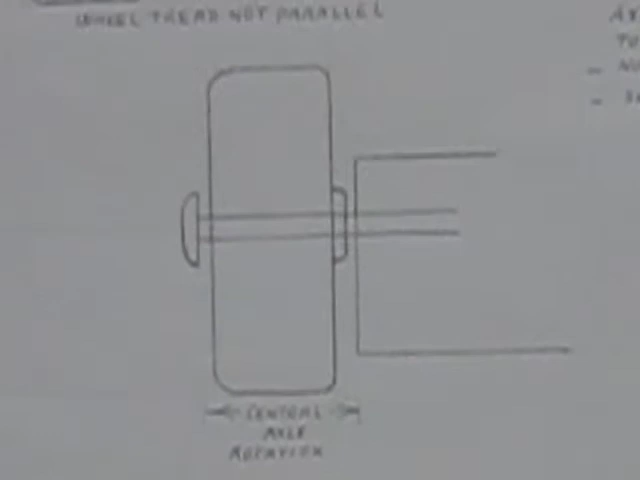 WHEEL TREAD NOT PARALLEL
CENTRAL
AXLE
ROTATION